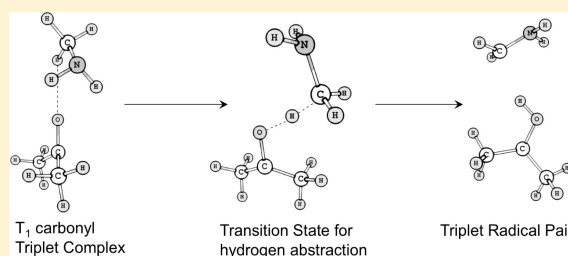 T₁ carbonyl
Triplet Complex
Transition State for
hydrogen abstraction
Triplet Radical Pai